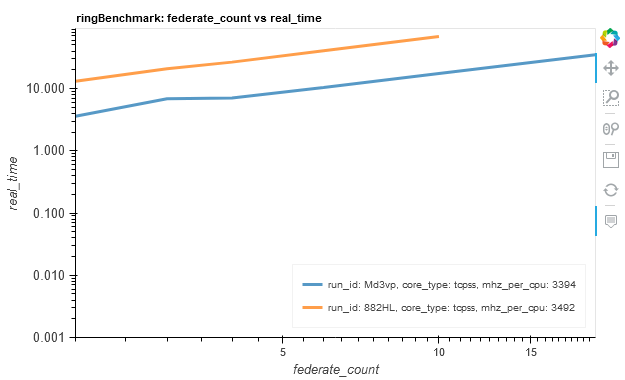 ringBenchmark: federate_count vs real_time
real_time
10.000
1.000
0.100
0.010
0.001
run_id: Md3vp, core_type: tcpss, mhz_per_cpu: 3394
run_id: 882HL, core_type: tcpss, mhz_per_cpu: 3492
5
10
15
federate_count